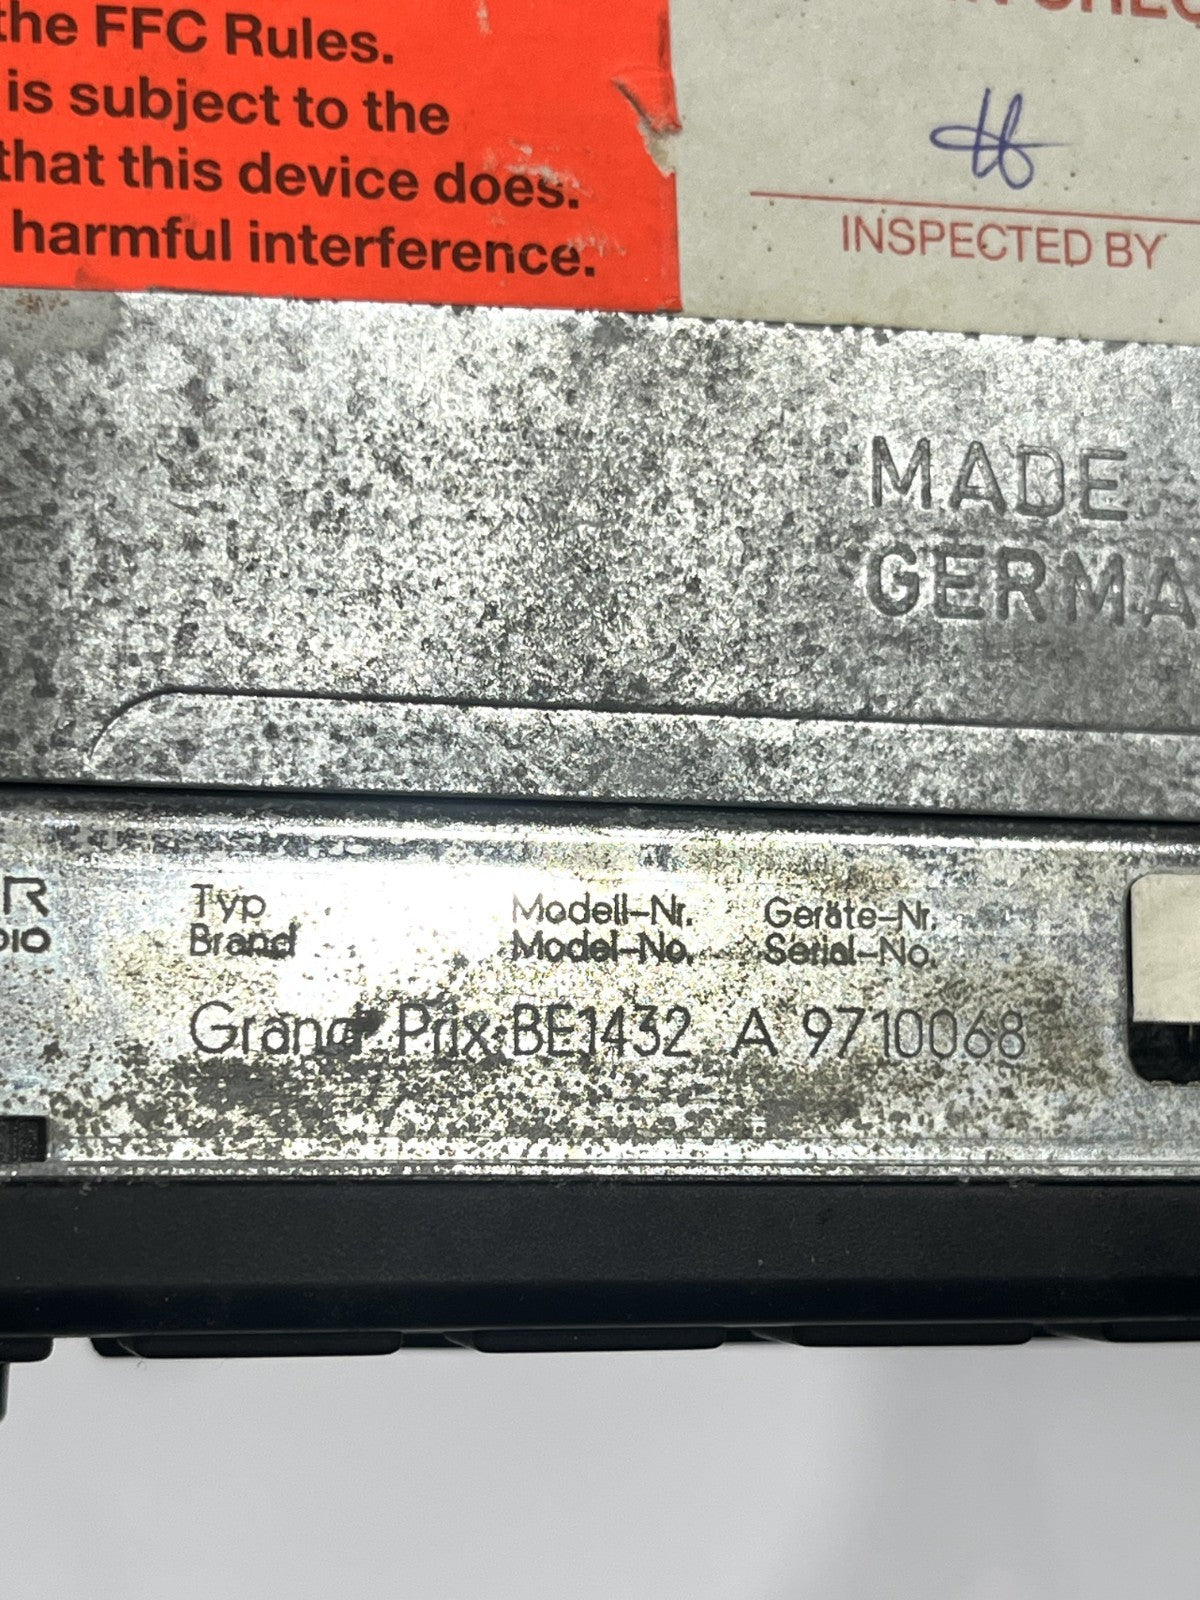 the FFC Rules.
is subject to the
that this device does.
harmful interference.
INSPECTED BY
MADE
GERMA
R
DIO
Typ Modell-Nr. Geräte-Nr.
Brand Model-No. Serial-No.
Grand Prix BE1432 A 9710068